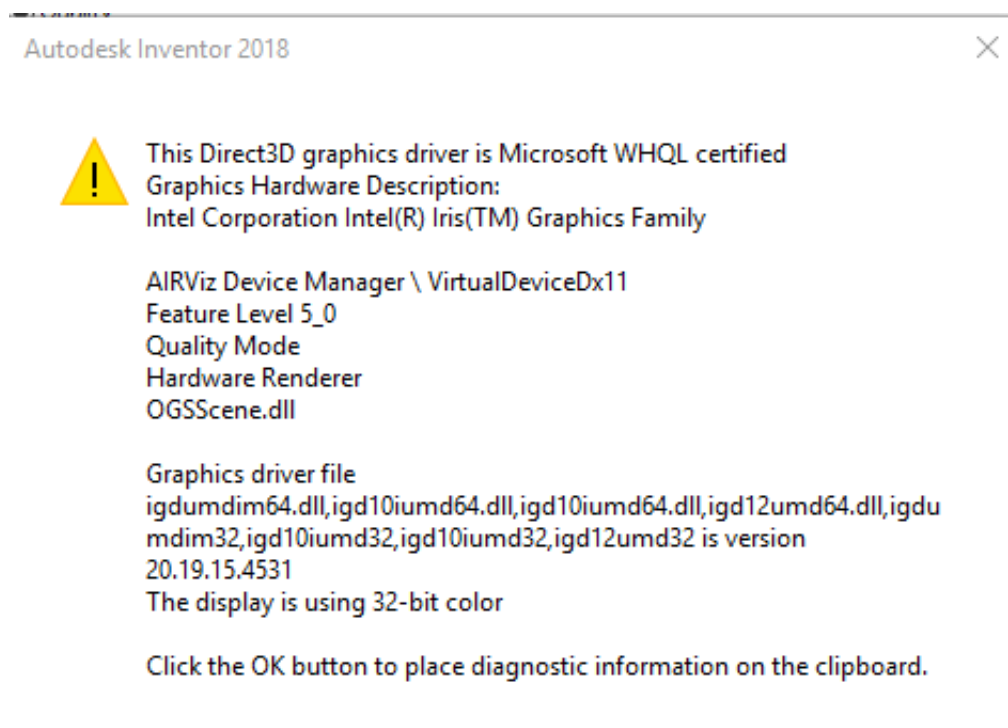 Autodesk Inventor 2018
This Direct3D graphics driver is Microsoft WHQL certified
Graphics Hardware Description:
Intel Corporation Intel(R) Iris(TM) Graphics Family
AIRViz Device Manager \ VirtualDeviceDx11
Feature Level 5_0
Quality Mode
Hardware Renderer
OGSScene.dll
Graphics driver file
igdumdim64.dll,igd10iumd64.dll,igd10iumd64.dll,igd12umd64.dll,igdu
mdim32,igd10iumd32,igd10iumd32,igd12umd32 is version
20.19.15.4531
The display is using 32-bit color
Click the OK button to place diagnostic information on the clipboard.